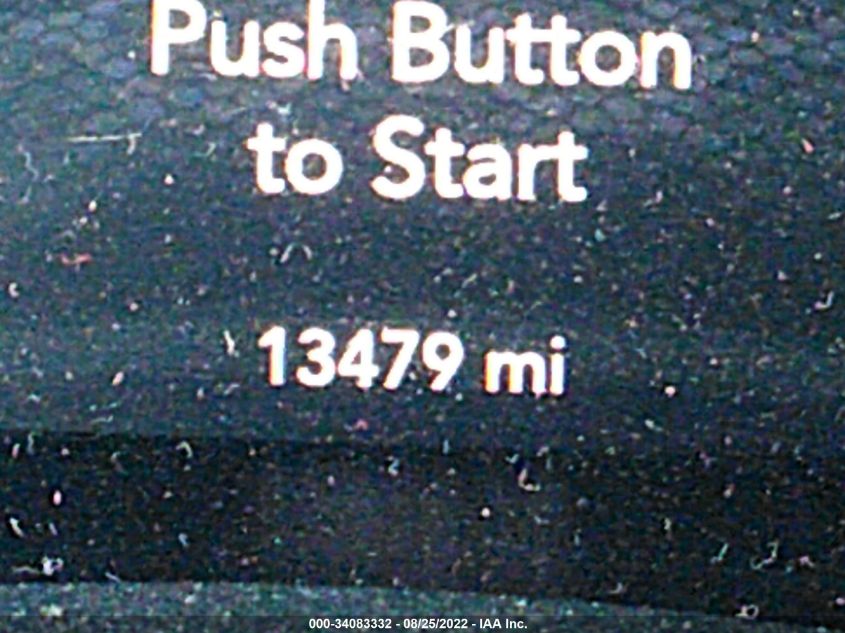 Push Button
to Start
13479 mi
000-34083332 - 08/25/2022 - IAA Inc.